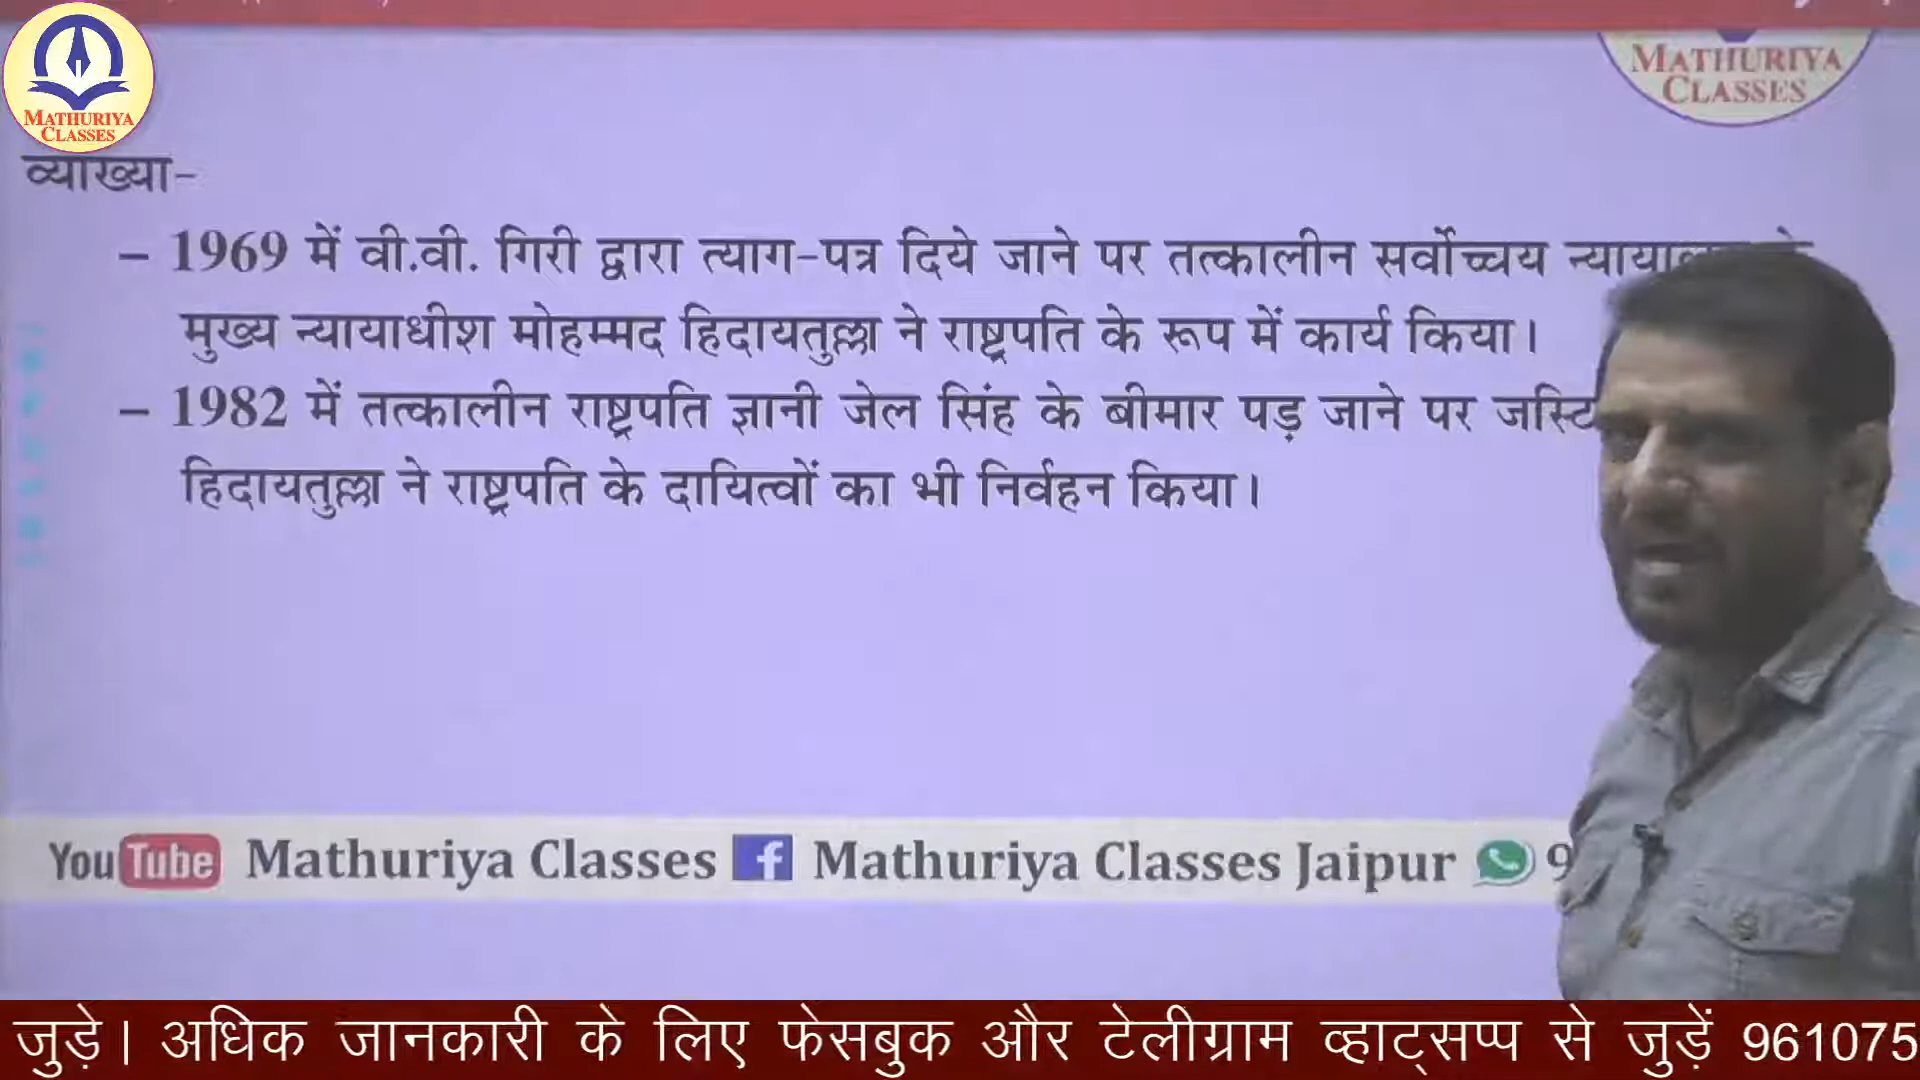 MATHURIYA
CLASSES
MATHURIYA
CLASSES
व्याख्या-
– 1969 में वी.वी. गिरी द्वारा त्याग-पत्र दिये जाने पर तत्कालीन सर्वोच्चय
मुख्य न्यायाधीश मोहम्मद हिदायतुल्ला ने राष्ट्रपति के रूप में कार्य किया।
– 1982 में तत्कालीन राष्ट्रपति ज्ञानी जेल सिंह के बीमार पड़ जाने पर
हिदायतुल्ला ने राष्ट्रपति के दायित्वों का भी निर्वहन किया।
YouTube Mathuriya Classes f Mathuriya Classes Jaipur 9
जुड़े। अधिक जानकारी के लिए फेसबुक और टेलीग्राम व्हाट्सप्प से जुड़ें 961075